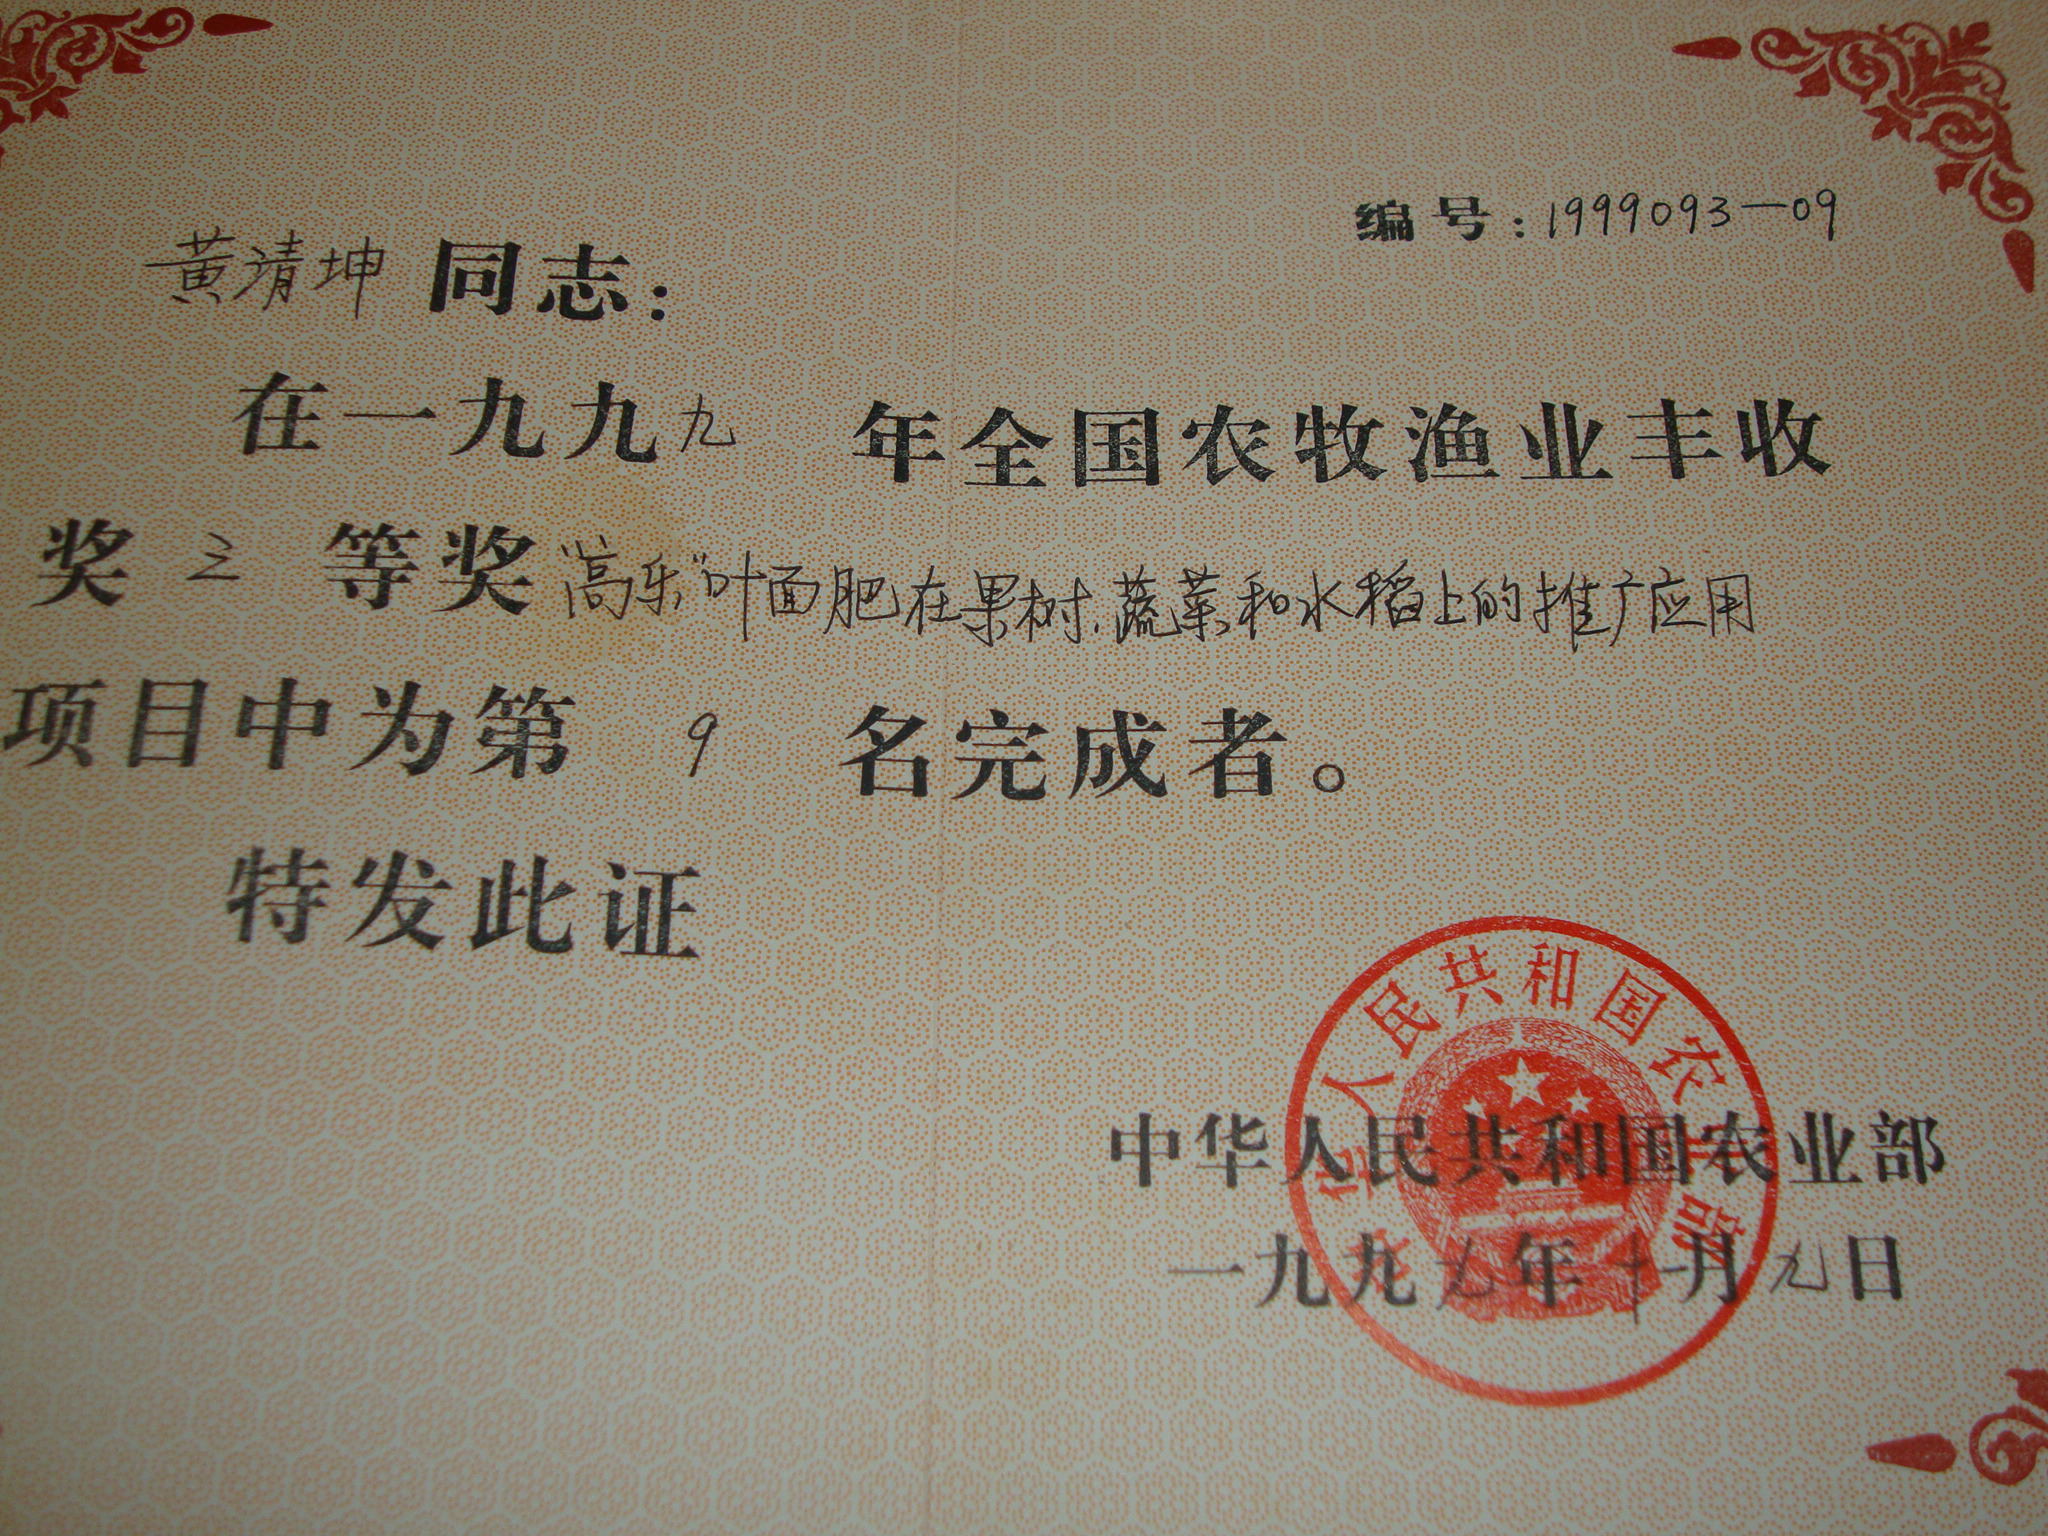 编号:1999093-09
黄清坤同志:
在一九九九年全国农牧渔业丰收
奖三等奖“高乐”叶面肥在果树、蔬菜和水稻上的推广应用
项目中为第9名完成者。
特发此证
中华人民共和国农业部
中华人民共和国农业部
一九九九年十一月九日